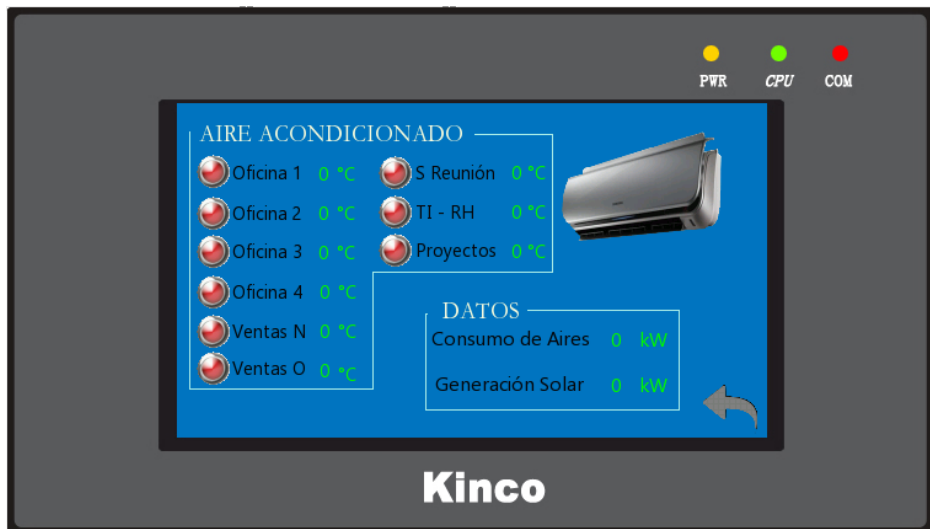 PWR CPU COM
AIRE ACONDICIONADO
Oficina 1 0 °C
Oficina 2 0 °C
Oficina 3 0 °C
Oficina 4 0 °C
Ventas N 0 °C
Ventas O 0 °C
S Reunión 0 °C
TI - RH 0 °C
Proyectos 0 °C
DATOS
Consumo de Aires 0 kW
Generación Solar 0 kW
Kinco